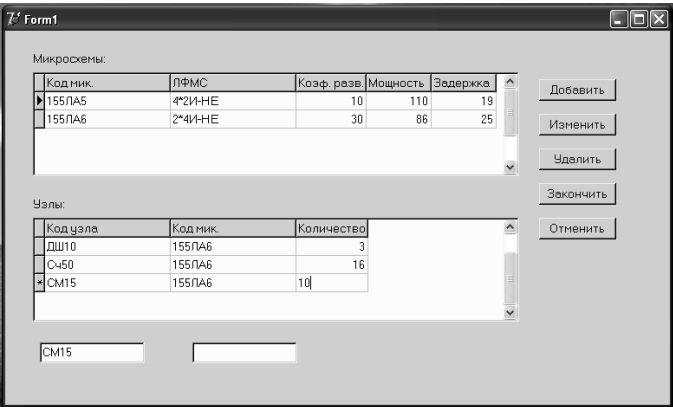 Form1
Микросхемы:
Код мик. ЛФМС Коэф. разв. Мощность Задержка
155ЛА5 4*2И-НЕ 10 110 19
155ЛА6 2*4И-НЕ 30 86 25
Добавить
Изменить
Удалить
Закончить
Отменить
Узлы:
Код узла Код мик. Количество
ДШ10 155ЛА6 3
Сч50 155ЛА6 16
* СМ15 155ЛА6 10
СМ15